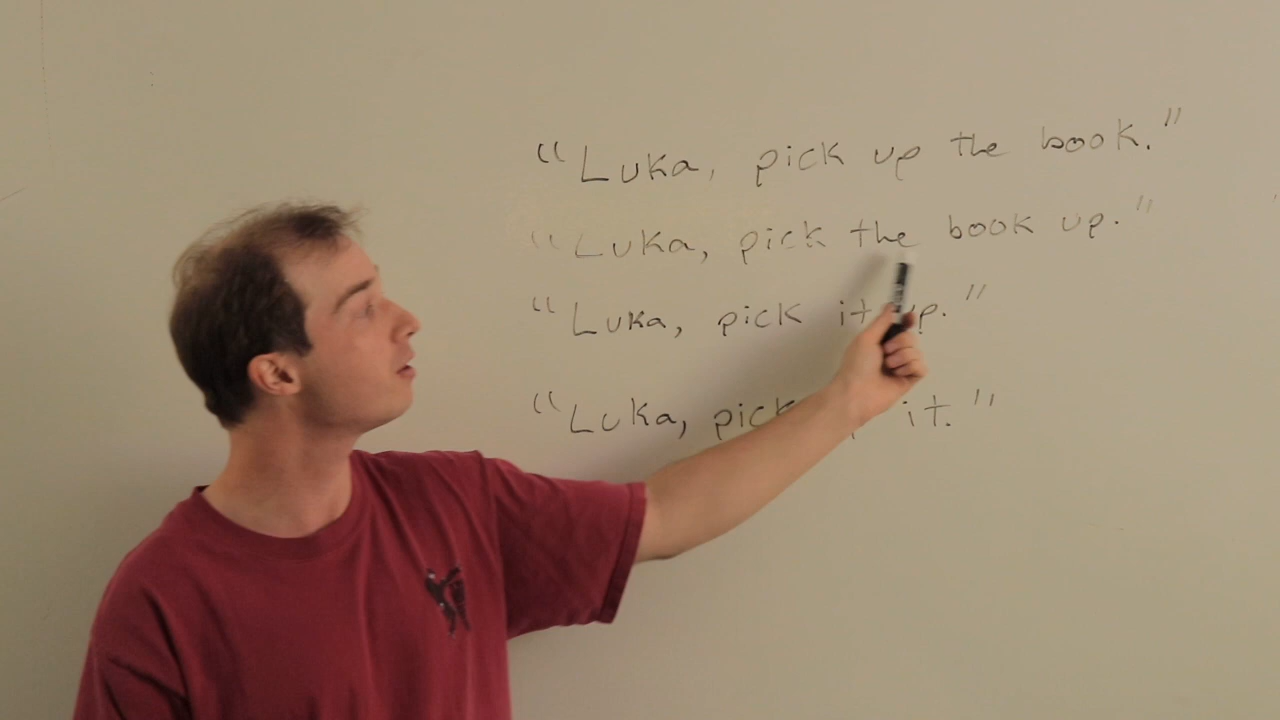 "Luka, pick up the book."
"Luka, pick the book up."
"Luka, pick it up."
"Luka, pick it."